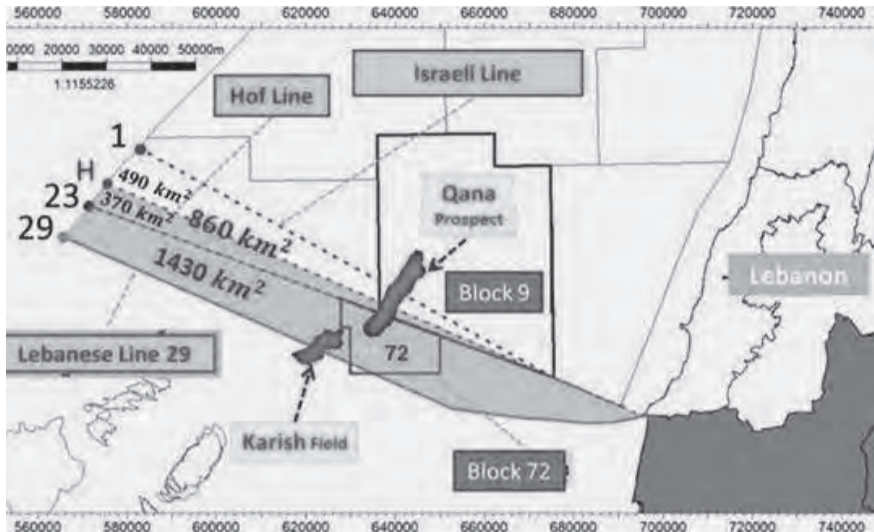 560000 580000 600000 620000 640000 660000 680000 700000 720000 740000
20000 30000 40000 50000m
1:1155226
Israeli Line
Hof Line
1
H
490 km²
23
370 km²
860 km²
29
1430 km²
Qana
Prospect
Block 9
Lebanon
72
Lebanese Line 29
Karish Field
Block 72
560000 580000 600000 620000 640000 660000 680000 700000 720000 740000